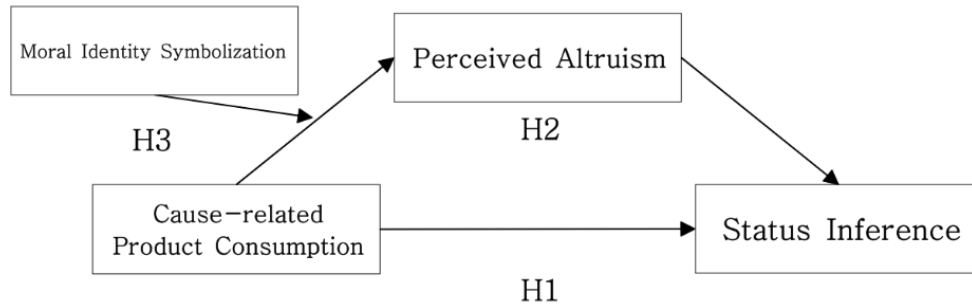 Moral Identity Symbolization
Perceived Altruism
H3
H2
Cause-related
Product Consumption
Status Inference
H1